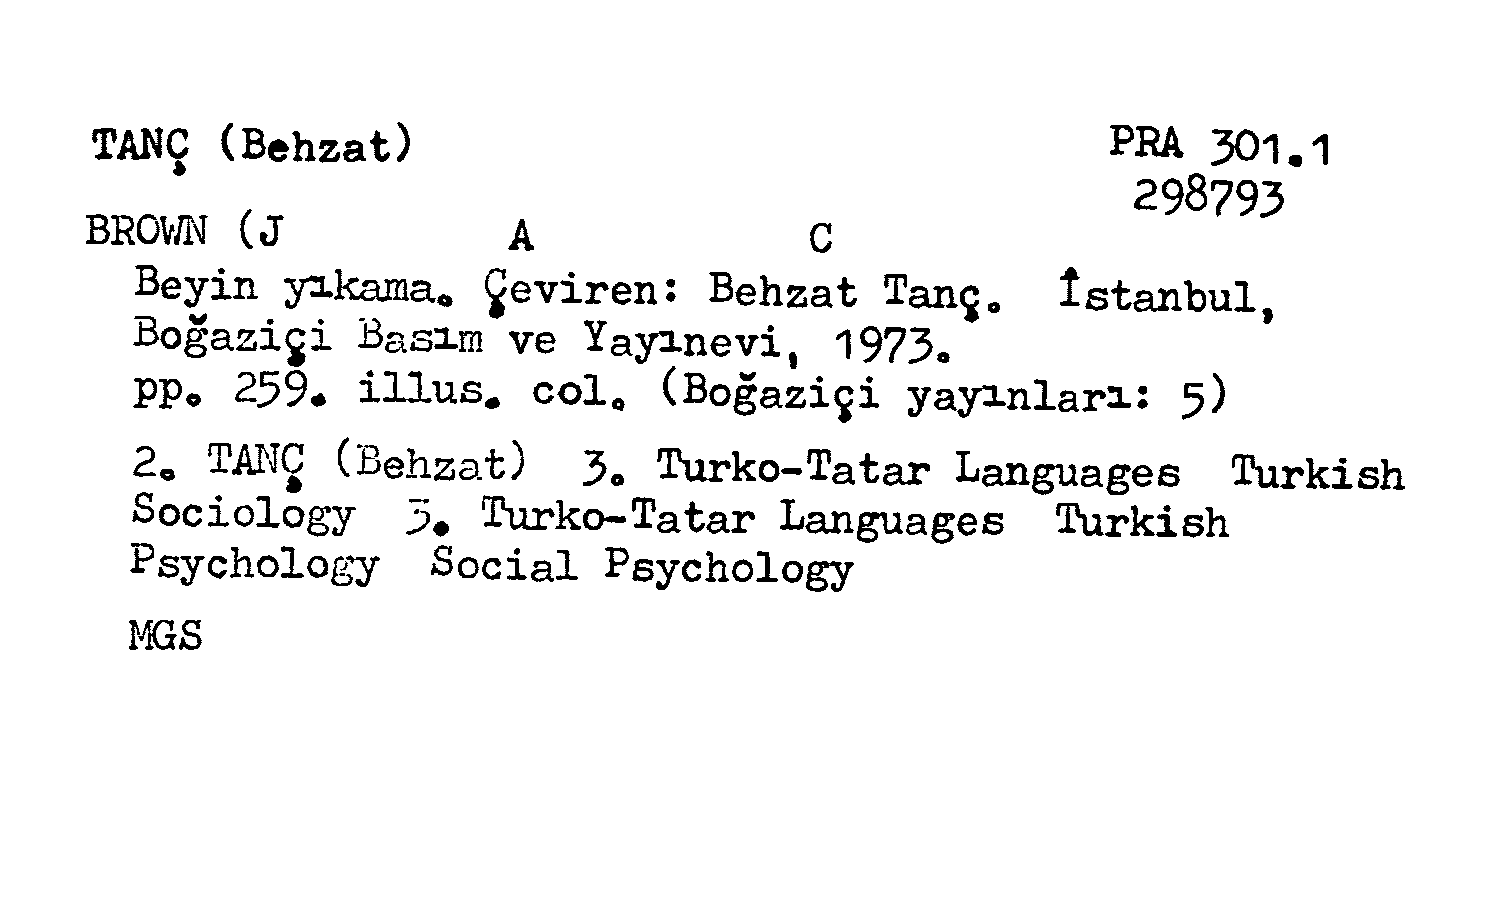 TANÇ (Behzat) PRA 301.1
298793
BROWN (J A C
Beyin yıkama. Çeviren: Behzat Tanç. İstanbul,
Boğaziçi Basım ve Yayınevi, 1973.
pp. 259. illus. col. (Boğaziçi yayınları: 5)
2. TANÇ (Behzat) 3. Turko-Tatar Languages Turkish
Sociology 3. Turko-Tatar Languages Turkish
Psychology Social Psychology
MGS